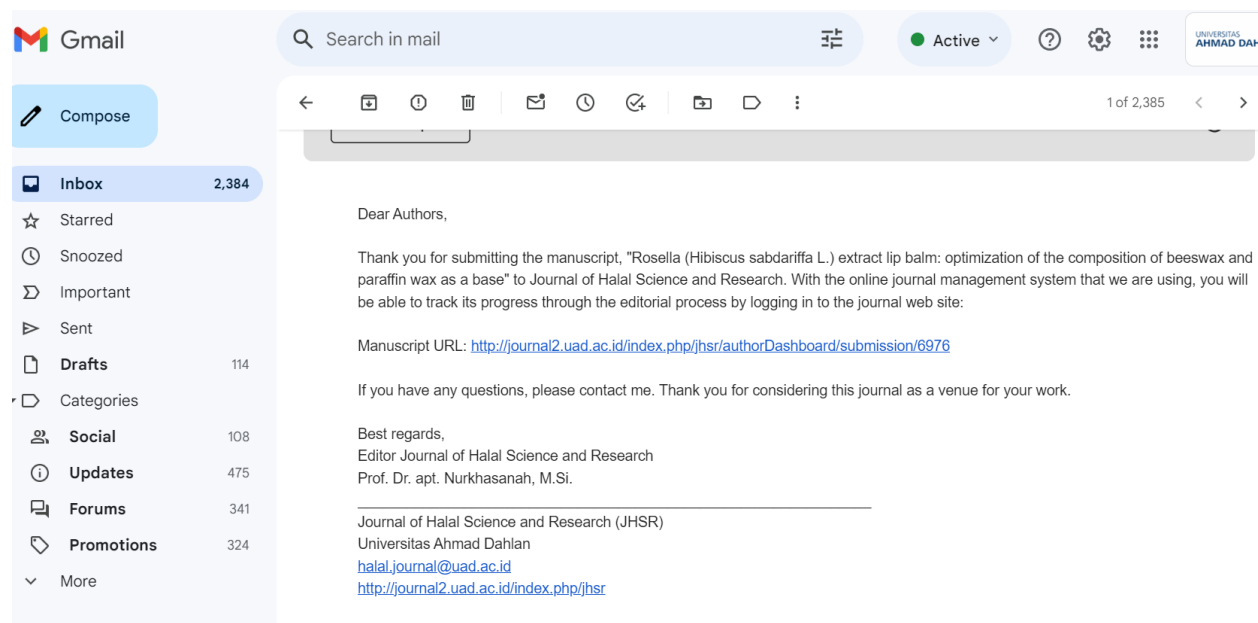 Gmail
Search in mail
Active
UNIVERSITAS
AHMAD DAH
Compose
1 of 2,385
Inbox 2,384
Starred
Snoozed
Important
Sent
Drafts 114
Categories
Social 108
Updates 475
Forums 341
Promotions 324
More
Dear Authors,
Thank you for submitting the manuscript, "Rosella (Hibiscus sabdariffa L.) extract lip balm: optimization of the composition of beeswax and
paraffin wax as a base" to Journal of Halal Science and Research. With the online journal management system that we are using, you will
be able to track its progress through the editorial process by logging in to the journal web site:
Manuscript URL: http://journal2.uad.ac.id/index.php/jhsr/authorDashboard/submission/6976
If you have any questions, please contact me. Thank you for considering this journal as a venue for your work.
Best regards,
Editor Journal of Halal Science and Research
Prof. Dr. apt. Nurkhasanah, M.Si.
Journal of Halal Science and Research (JHSR)
Universitas Ahmad Dahlan
halal.journal@uad.ac.id
http://journal2.uad.ac.id/index.php/jhsr